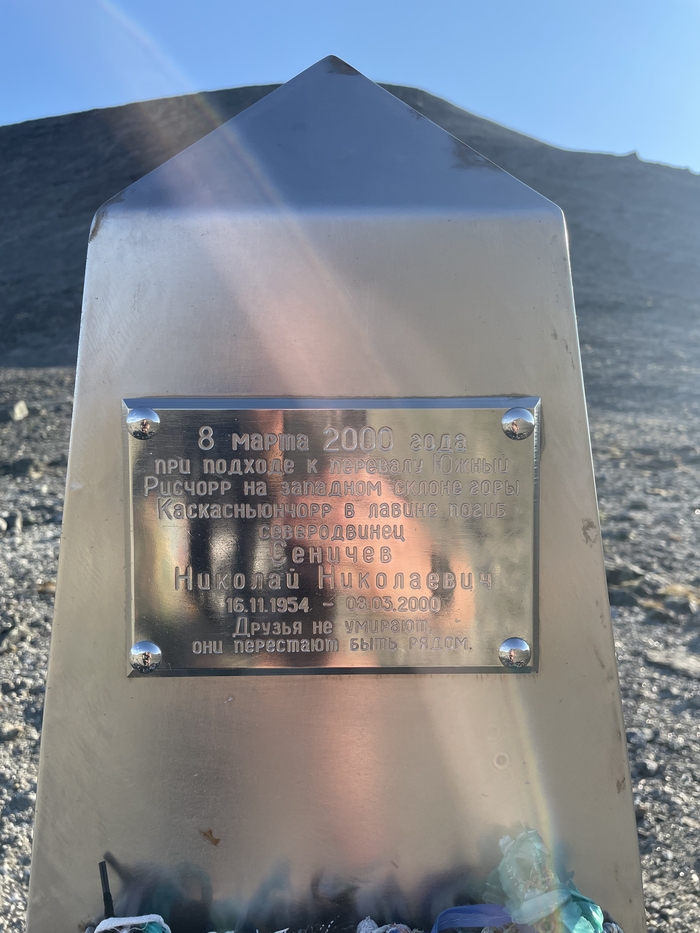 8 марта 2000 года
при подходе к перевалу Южный
Рисчорр на западном склоне горы
Каскасньюнчорр в лавине погиб
северодвинец
Сеничев
Николай Николаевич
16.11.1954 - 08.03.2000
Друзья не умирают,
они перестают быть рядом.